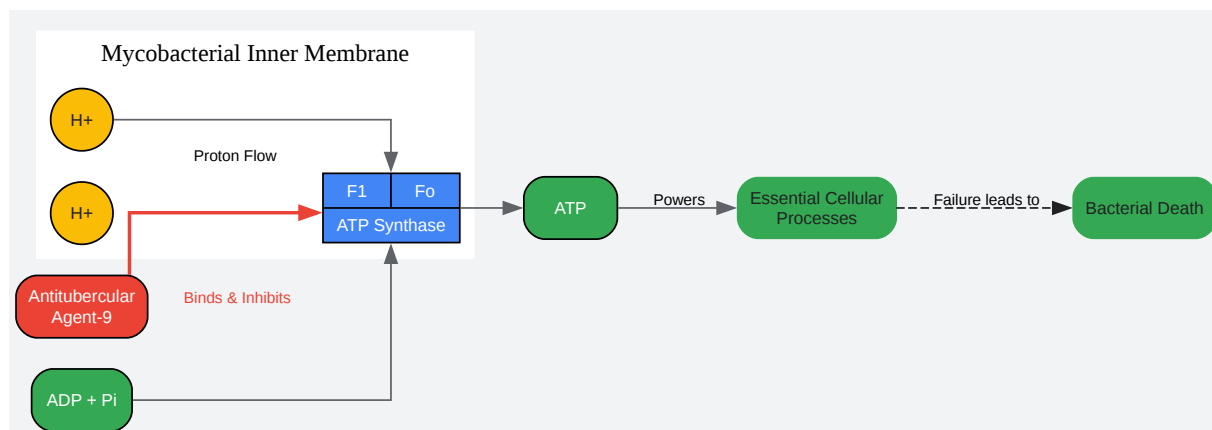 Mycobacterial Inner Membrane
H+
Proton Flow
H+
F1
Fo
ATP Synthase
ATP
Powers
Essential Cellular
Processes
Failure leads to
Bacterial Death
Antitubercular
Agent-9
Binds & Inhibits
ADP + Pi